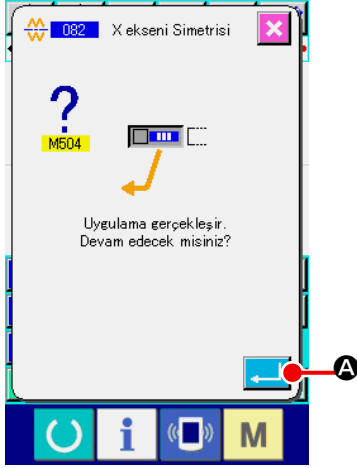 082 X ekseni Simetrisi
?
M504
Uygulama gerçekleşir.
Devam edecek misiniz?
A
i
M